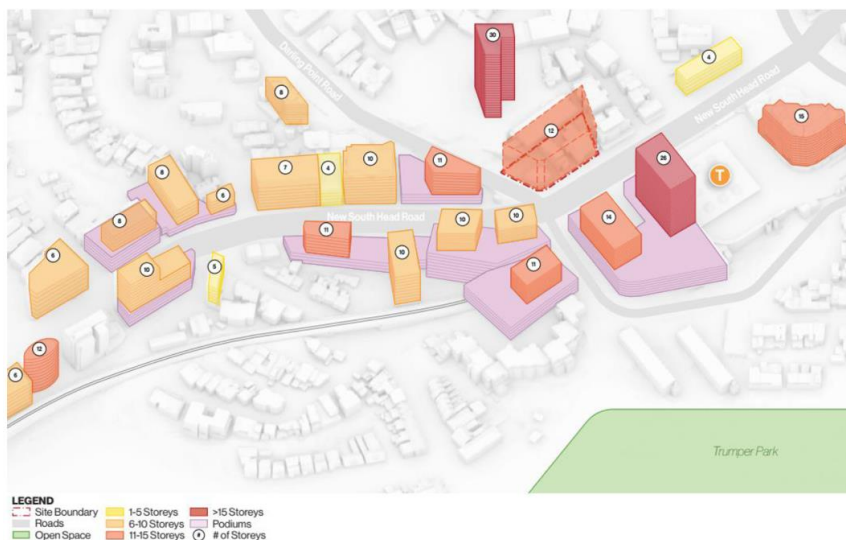 30
4
Darling Point Road
New South Head Road
8
12
15
26
7
4
10
11
8
6
14
New South Head Road
10
10
8
11
10
11
6
10
5
12
6
T
Trumper Park
LEGEND
Site Boundary
Roads
Open Space
1-5 Storeys
6-10 Storeys
11-15 Storeys
>15 Storeys
Podiums
# # of Storeys